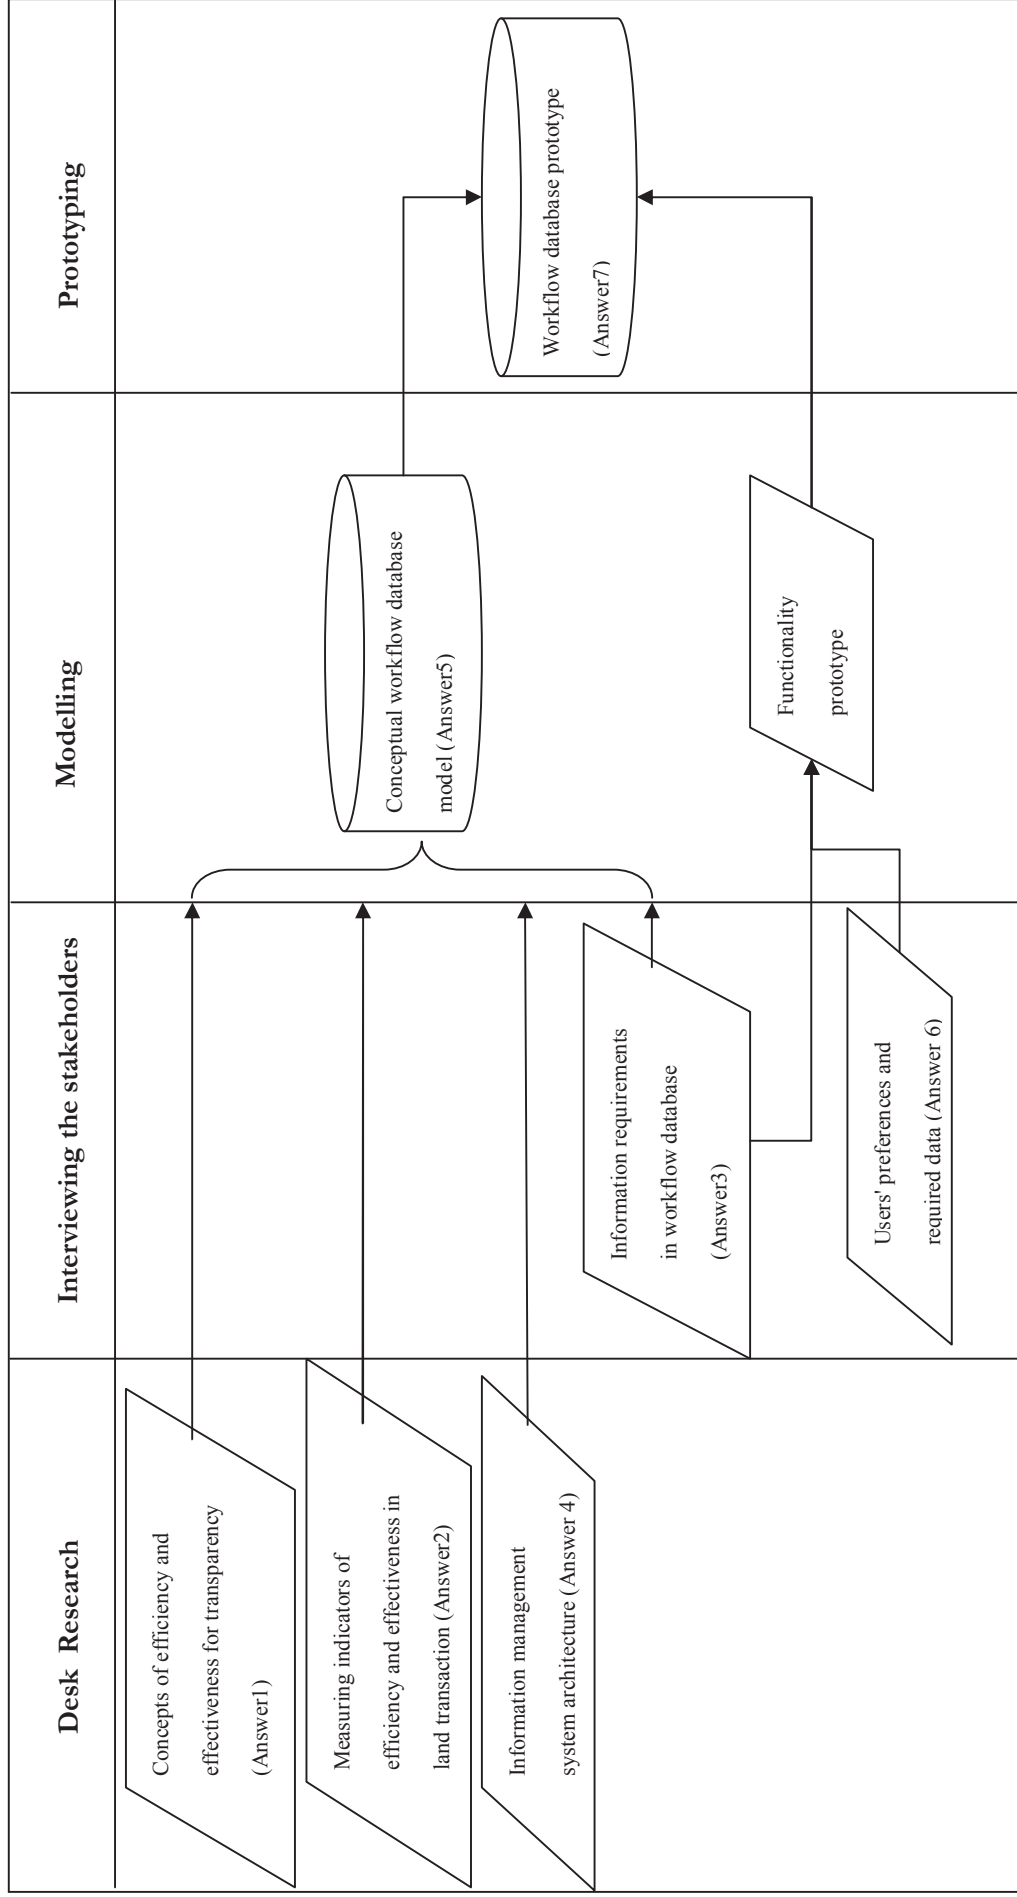 Desk Research
Interviewing the stakeholders
Modelling
Prototyping
Concepts of efficiency and
effectiveness for transparency
(Answer1)
Measuring indicators of
efficiency and effectiveness in
land transaction (Answer2)
Information management
system architecture (Answer 4)
Information requirements
in workflow database
(Answer3)
Users' preferences and
required data (Answer 6)
Conceptual workflow database
model (Answer5)
Functionality
prototype
Workflow database prototype
(Answer7)